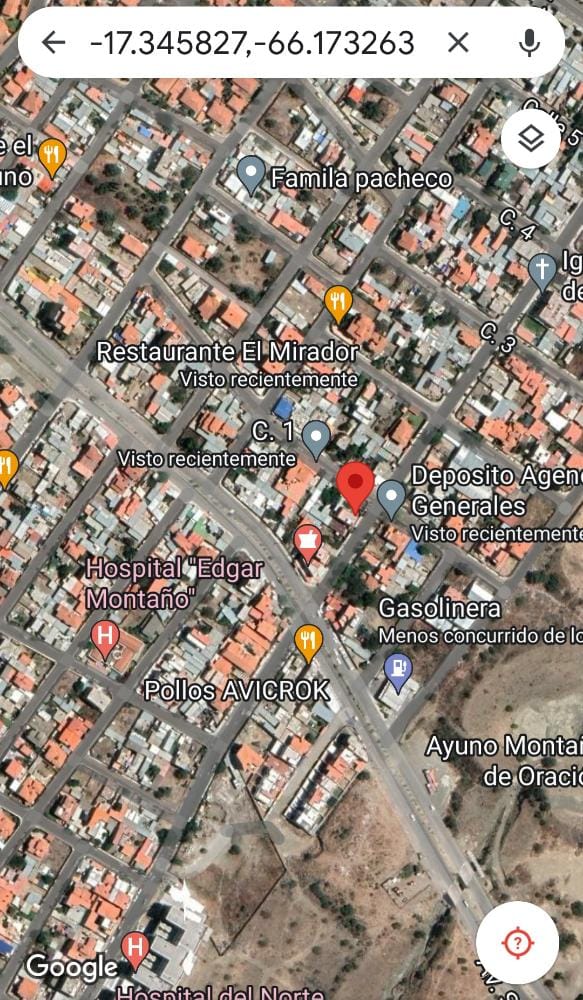 -17.345827,-66.173263
e el
Famila pacheco
C. 4
C. 3
Restaurante El Mirador
Visto recientemente
C. 1
Visto recientemente
Deposito Agen
Generales
Visto recientemente
Hospital "Edgar
Montaño"
H
Gasolinera
Menos concurrido de lo
Pollos AVICROK
Ayuno Montañ
de Oració
H
Google
Hospital del Norte